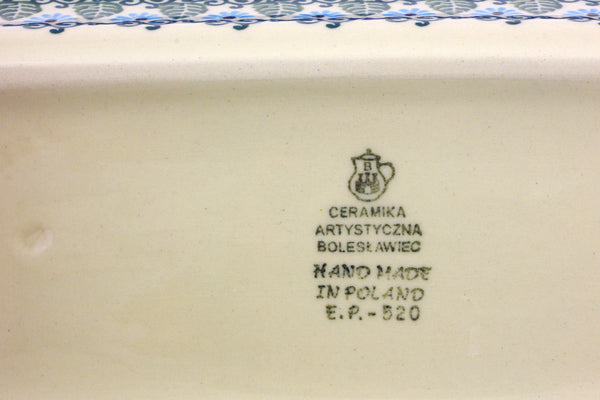 B
CERAMIKA
ARTYSTYCZNA
BOLESŁAWIEC
HAND MADE
IN POLAND
E.P.-520